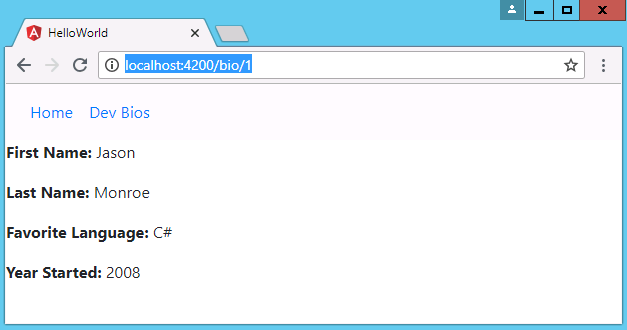 HelloWorld
localhost:4200/bio/1
Home Dev Bios
First Name: Jason
Last Name: Monroe
Favorite Language: C#
Year Started: 2008